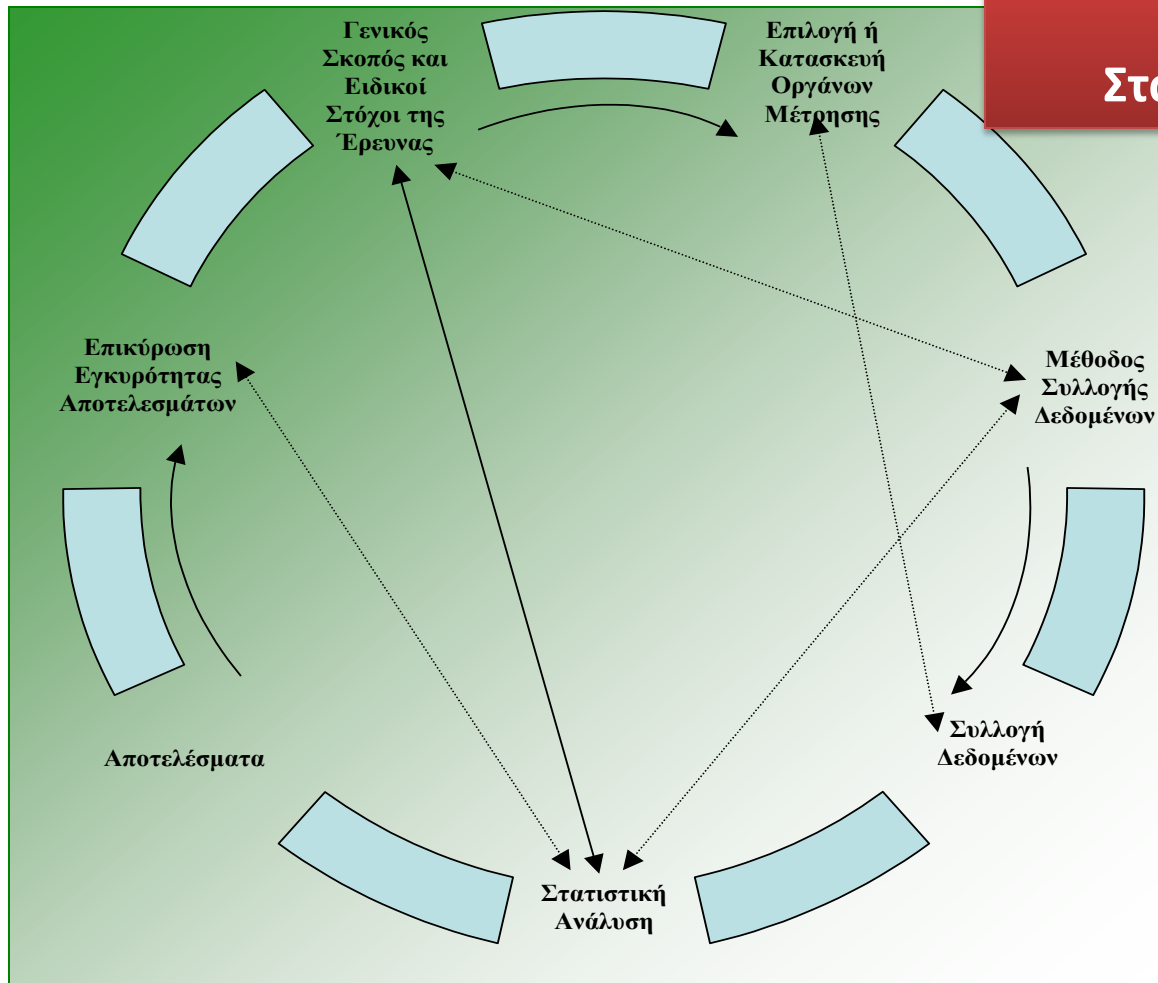 Γενικός
Σκοπός και
Ειδικοί
Στόχοι της
Έρευνας
Επιλογή ή
Κατασκευή
Οργάνων
Μέτρησης
Επικύρωση
Εγκυρότητας
Αποτελεσμάτων
Μέθοδος
Συλλογής
Δεδομένων
Αποτελέσματα
Συλλογή
Δεδομένων
Στατιστική
Ανάλυση